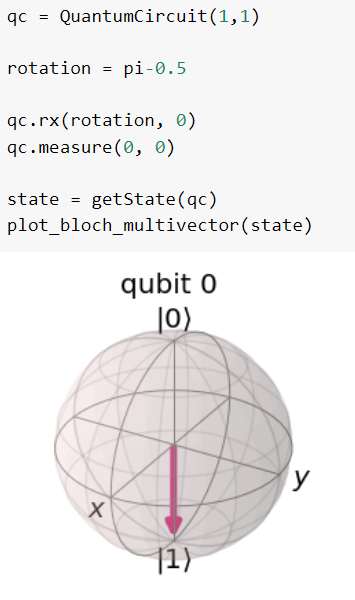 qc = QuantumCircuit(1,1)
rotation = pi-0.5
qc.rx(rotation, 0)
qc.measure(0, 0)
state = getState(qc)
plot_bloch_multivector(state)
qubit 0
|0⟩
y
x
|1⟩